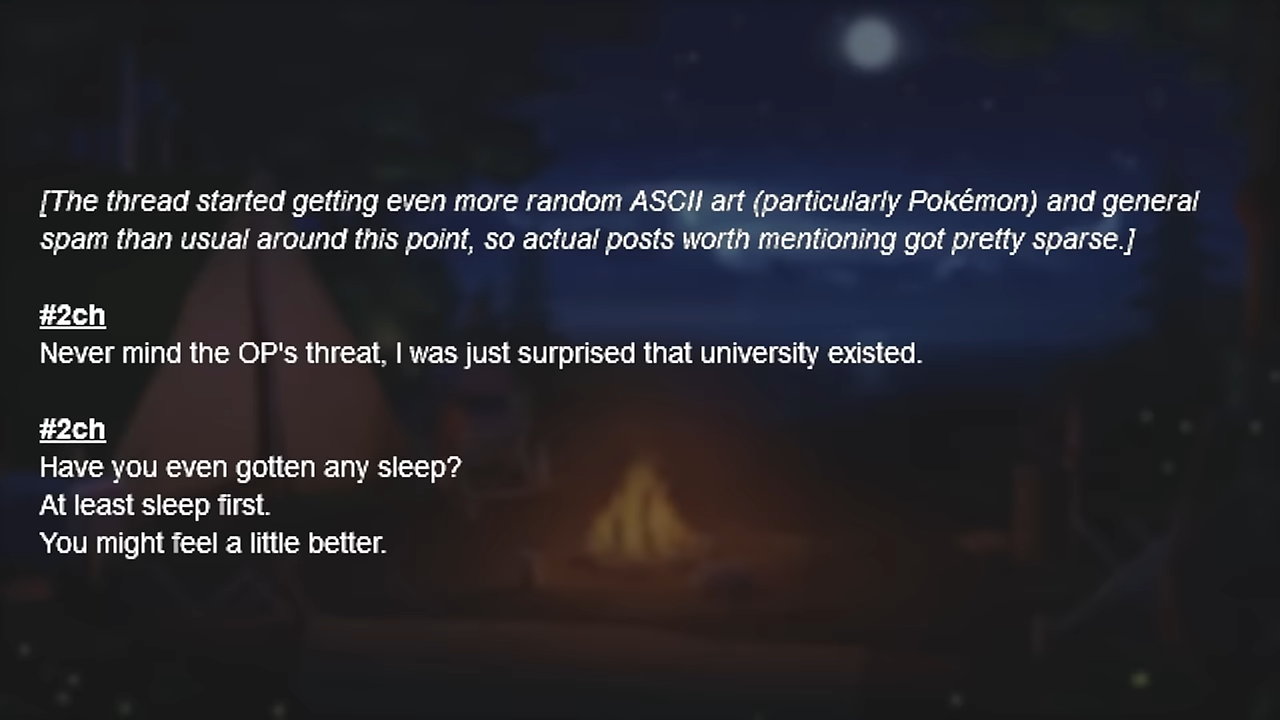 [The thread started getting even more random ASCII art (particularly Pokémon) and general
spam than usual around this point, so actual posts worth mentioning got pretty sparse.]
#2ch
Never mind the OP's threat, I was just surprised that university existed.
#2ch
Have you even gotten any sleep?
At least sleep first.
You might feel a little better.